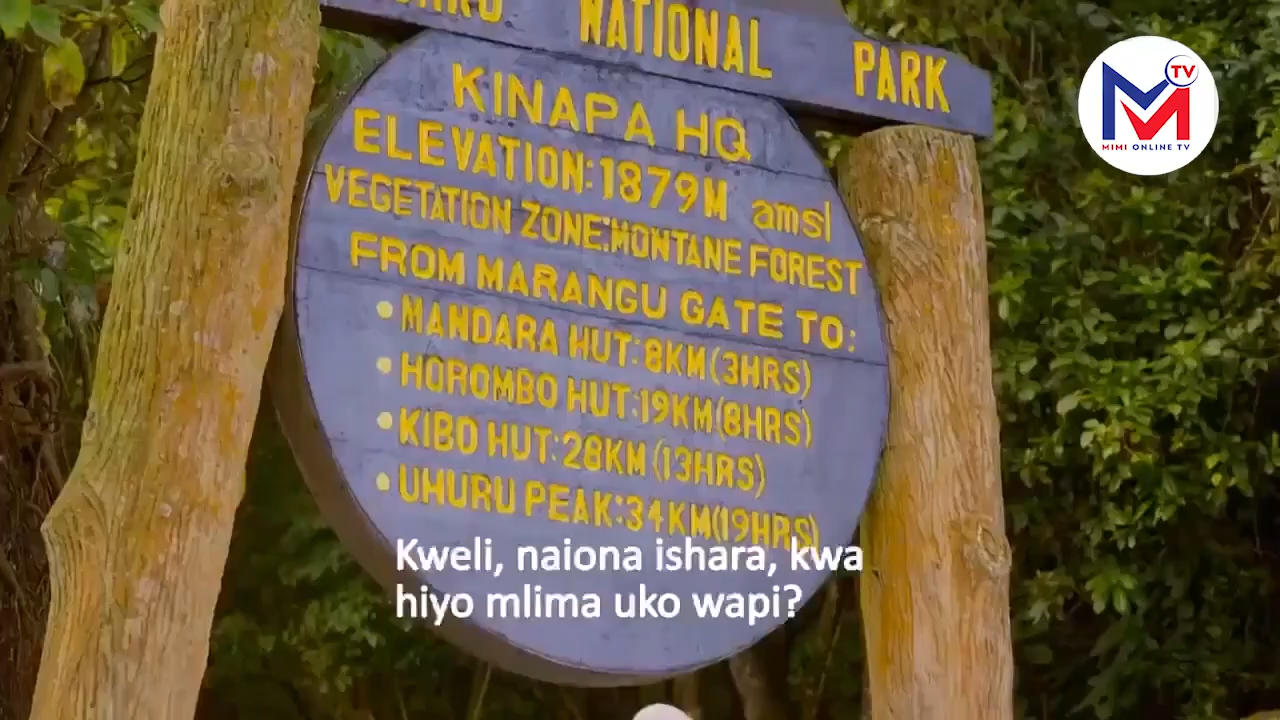 NATIONAL PARK
KINAPA HQ
ELEVATION:1879M amsl
VEGETATION ZONE:MONTANE FOREST
FROM MARANGU GATE TO:
• MANDARA HUT:8KM(3HRS)
• HOROMBO HUT:19KM(8HRS)
• KIBO HUT:28KM(13HRS)
• UHURU PEAK:34KM(19HRS)
Kweli, naiona ishara, kwa
hiyo mlima uko wapi?
TV
MIMI ONLINE TV